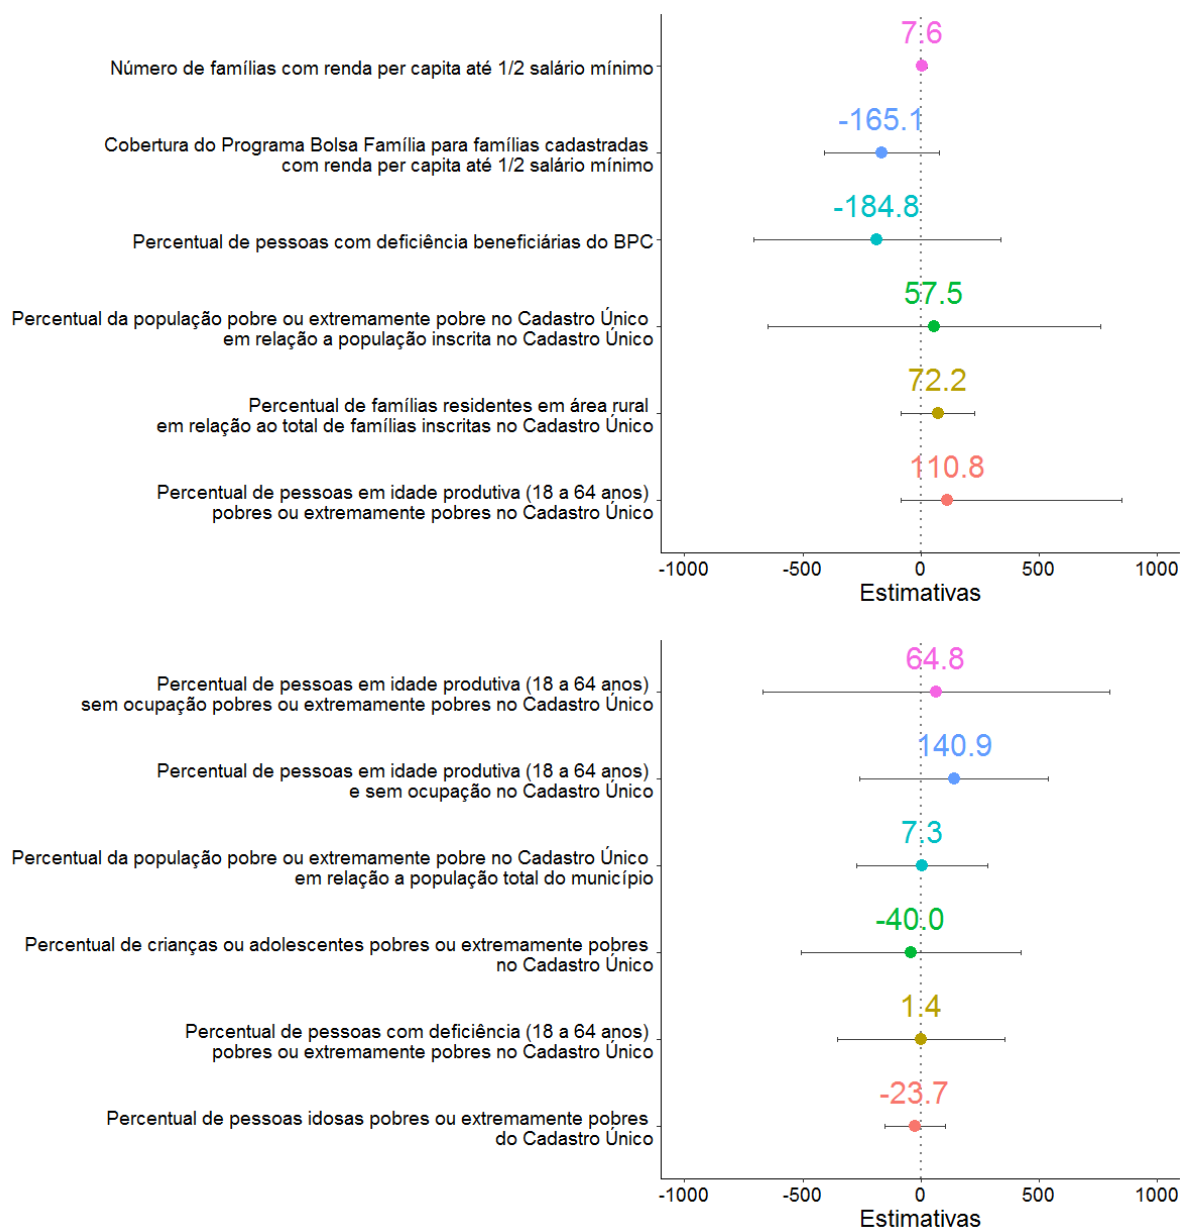 7.6
Número de famílias com renda per capita até 1/2 salário mínimo
-165.1
Cobertura do Programa Bolsa Família para famílias cadastradas
com renda per capita até 1/2 salário mínimo
-184.8
Percentual de pessoas com deficiência beneficiárias do BPC
57.5
Percentual da população pobre ou extremamente pobre no Cadastro Único
em relação a população inscrita no Cadastro Único
72.2
Percentual de famílias residentes em área rural
em relação ao total de famílias inscritas no Cadastro Único
110.8
Percentual de pessoas em idade produtiva (18 a 64 anos)
pobres ou extremamente pobres no Cadastro Único
-1000 -500 0 500 1000
Estimativas
64.8
Percentual de pessoas em idade produtiva (18 a 64 anos)
sem ocupação pobres ou extremamente pobres no Cadastro Único
140.9
Percentual de pessoas em idade produtiva (18 a 64 anos)
e sem ocupação no Cadastro Único
7.3
Percentual da população pobre ou extremamente pobre no Cadastro Único
em relação a população total do município
-40.0
Percentual de crianças ou adolescentes pobres ou extremamente pobres
no Cadastro Único
1.4
Percentual de pessoas com deficiência (18 a 64 anos)
pobres ou extremamente pobres no Cadastro Único
-23.7
Percentual de pessoas idosas pobres ou extremamente pobres
do Cadastro Único
-1000 -500 0 500 1000
Estimativas